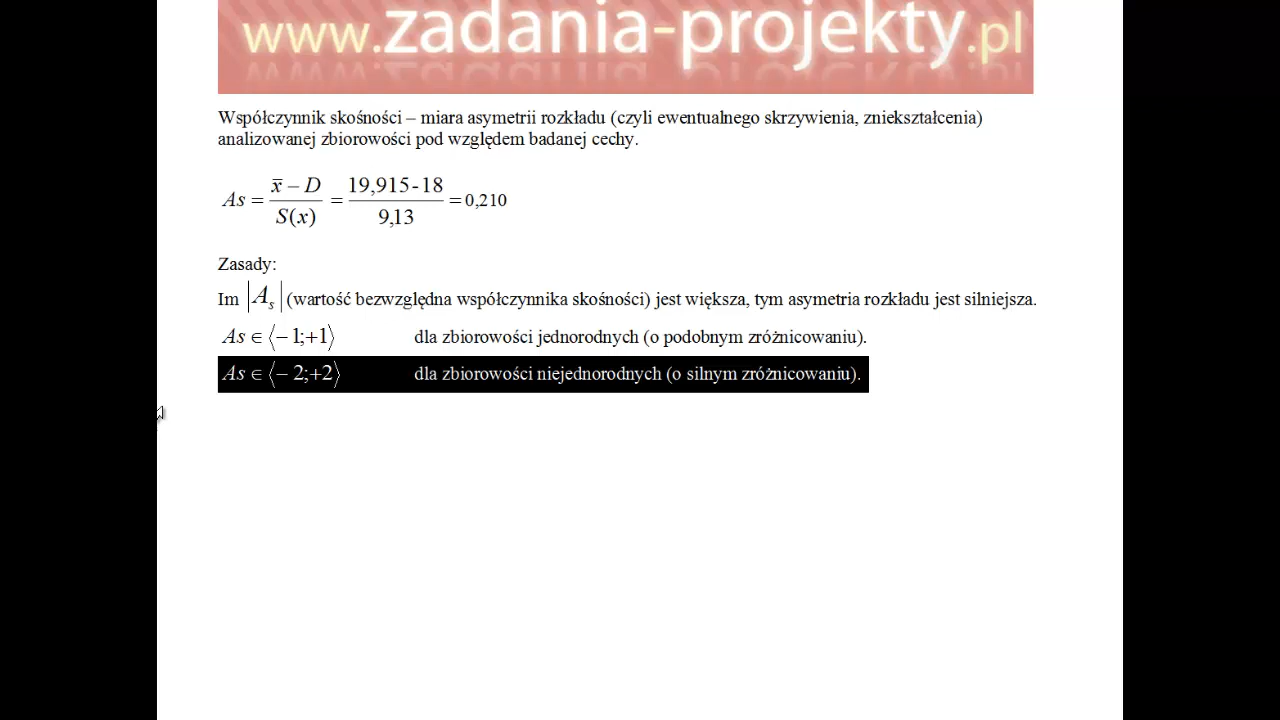 www.zadania-projekty.pl
Współczynnik skośności – miara asymetrii rozkładu (czyli ewentualnego skrzywienia, zniekształcenia)
analizowanej zbiorowości pod względem badanej cechy.
As = (x̄ – D) / S(x) = (19,915 - 18) / 9,13 = 0,210
Zasady:
Im |Aₛ| (wartość bezwzględna współczynnika skośności) jest większa, tym asymetria rozkładu jest silniejsza.
As ∈ ⟨– 1;+1⟩ dla zbiorowości jednorodnych (o podobnym zróżnicowaniu).
As ∈ ⟨– 2;+2⟩ dla zbiorowości niejednorodnych (o silnym zróżnicowaniu).